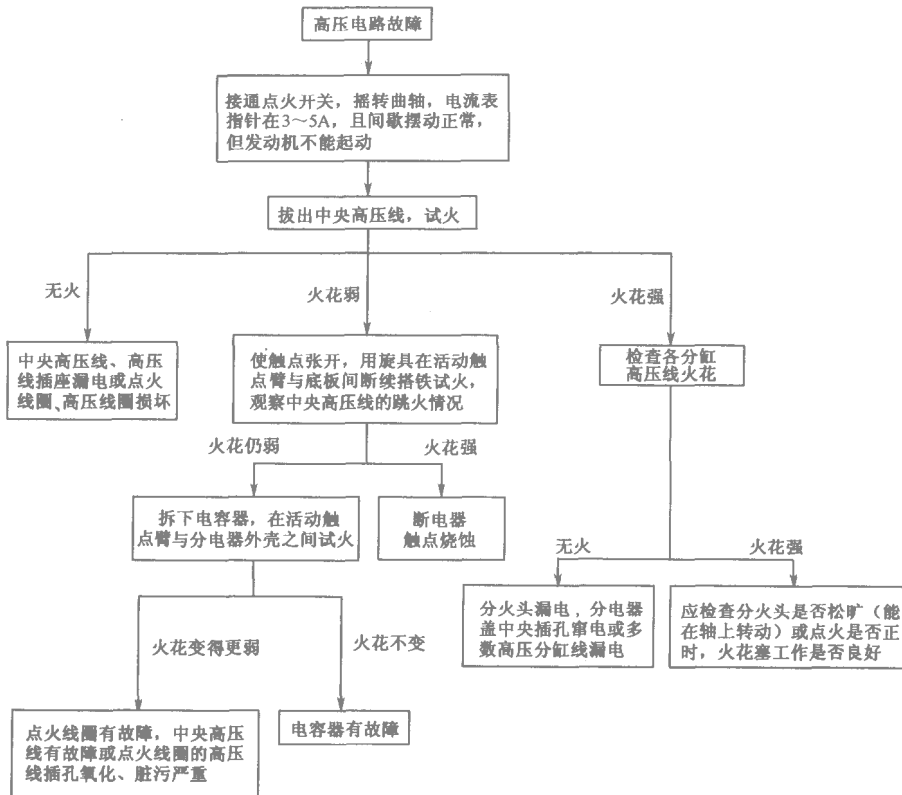 高压电路故障
接通点火开关，摇转曲轴，电流表
指针在3～5A，且间歇摆动正常，
但发动机不能起动
拔出中央高压线，试火
无火
火花弱
火花强
中央高压线、高压
线插座漏电或点火
线圈、高压线圈损坏
使触点张开，用旋具在活动触
点臂与底板间断续搭铁试火，
观察中央高压线的跳火情况
检查各分缸
高压线火花
火花仍弱
火花强
拆下电容器，在活动触
点臂与分电器外壳之间试火
断电器
触点烧蚀
无火
火花强
分火头漏电，分电器
盖中央插孔窜电或多
数高压分缸线漏电
应检查分火头是否松旷（能
在轴上转动）或点火是否正
时，火花塞工作是否良好
火花变得更弱
火花不变
点火线圈有故障，中央高压
线有故障或点火线圈的高压
线插孔氧化、脏污严重
电容器有故障